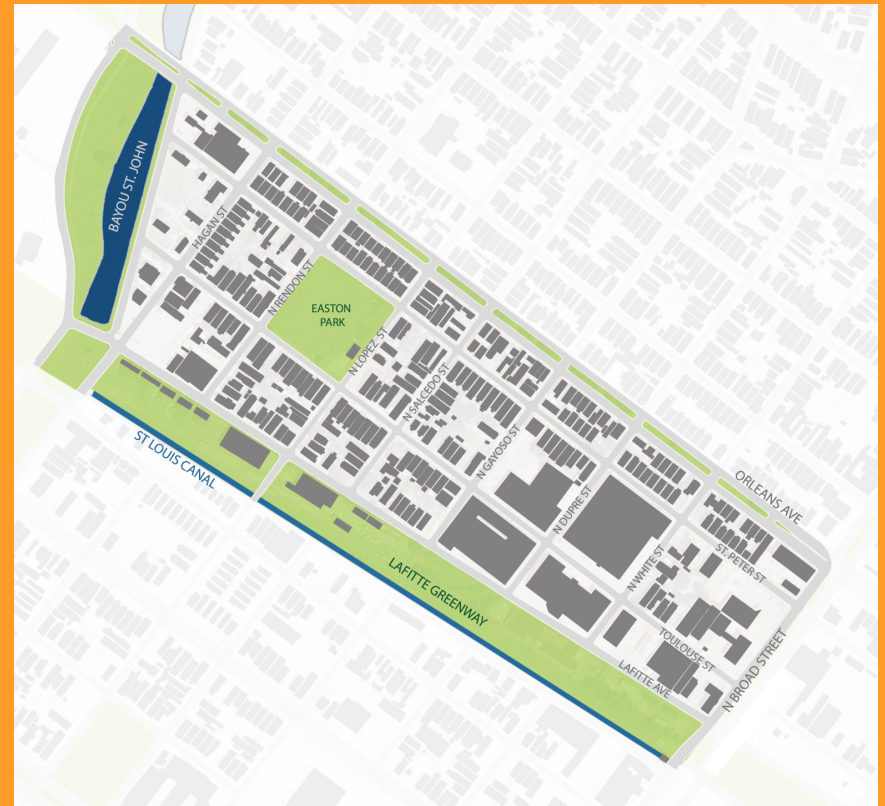 BAYOU ST. JOHN
HAGAN ST
N RENDON ST
EASTON
PARK
N LOPEZ ST
N SALCEDO ST
ST LOUIS CANAL
N GAYOSO ST
ORLEANS AVE
N DUPRE ST
ST. PETER ST
N WHITE ST
LAFITTE GREENWAY
TOULOUSE ST
LAFITTE AVE
N BROAD STREET